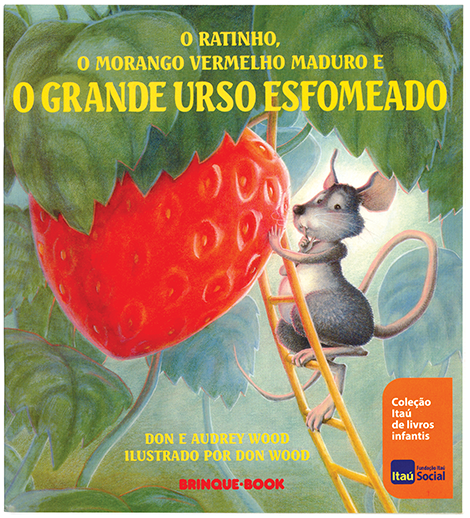 O RATINHO,
O MORANGO VERMELHO MADURO E
O GRANDE URSO ESFOMEADO
DON E AUDREY WOOD
ILUSTRADO POR DON WOOD
BRINQUE-BOOK
Coleção
Itaú
de livros
infantis
Itaú
Fundação Itaú
Social